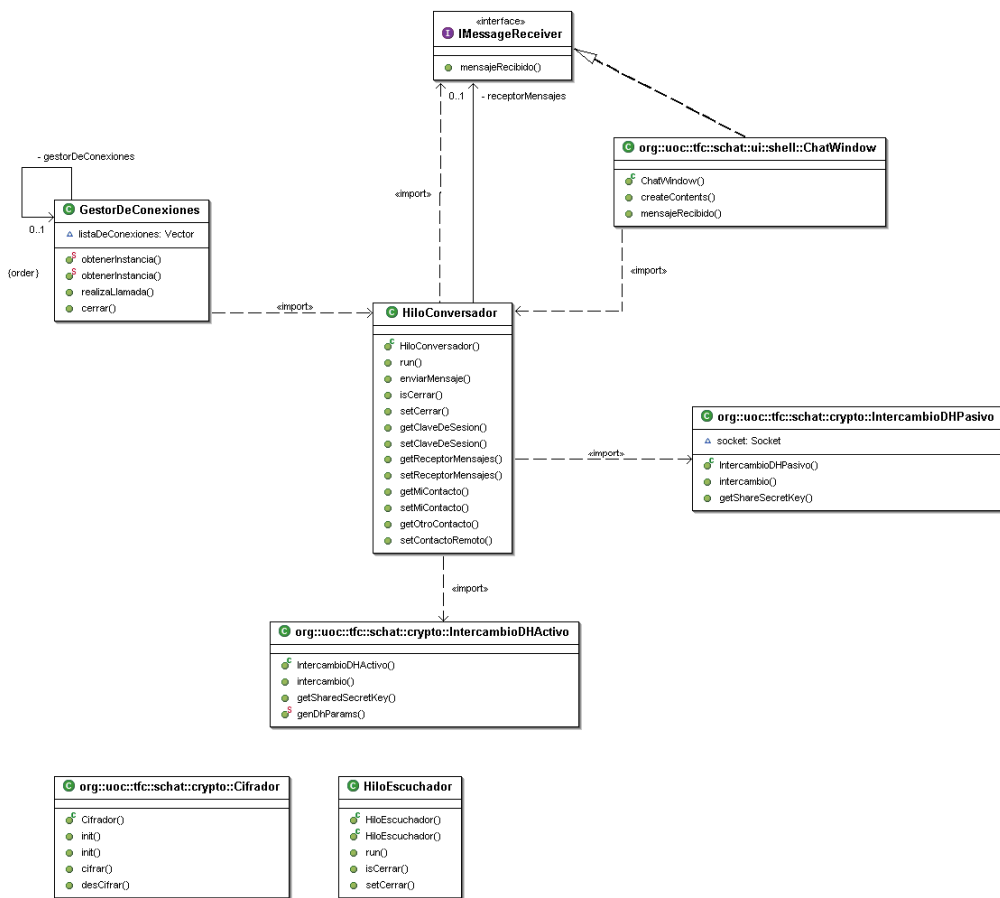 «interface»
IMessageReceiver
mensajeRecibido()
0..1
- receptorMensajes
org::uoc::tfc::schat::ui::shell::ChatWindow
ChatWindow()
createContents()
mensajeRecibido()
- gestorDeConexiones
GestorDeConexiones
listaDeConexiones: Vector
obtenerInstancia()
obtenerInstancia()
realizaLlamada()
cerrar()
0..1
{order}
«import»
«import»
«import»
HiloConversador
HiloConversador()
run()
enviarMensaje()
isCerrar()
setCerrar()
getClaveDeSesion()
setClaveDeSesion()
getReceptorMensajes()
setReceptorMensajes()
getMiContacto()
setMiContacto()
getOtroContacto()
setContactoRemoto()
«import»
org::uoc::tfc::schat::crypto::IntercambioDHPasivo
socket: Socket
IntercambioDHPasivo()
intercambio()
getShareSecretKey()
«import»
org::uoc::tfc::schat::crypto::IntercambioDHActivo
IntercambioDHActivo()
intercambio()
getSharedSecretKey()
genDhParams()
org::uoc::tfc::schat::crypto::Cifrador
Cifrador()
init()
init()
cifrar()
desCifrar()
HiloEscuchador
HiloEscuchador()
HiloEscuchador()
run()
isCerrar()
setCerrar()